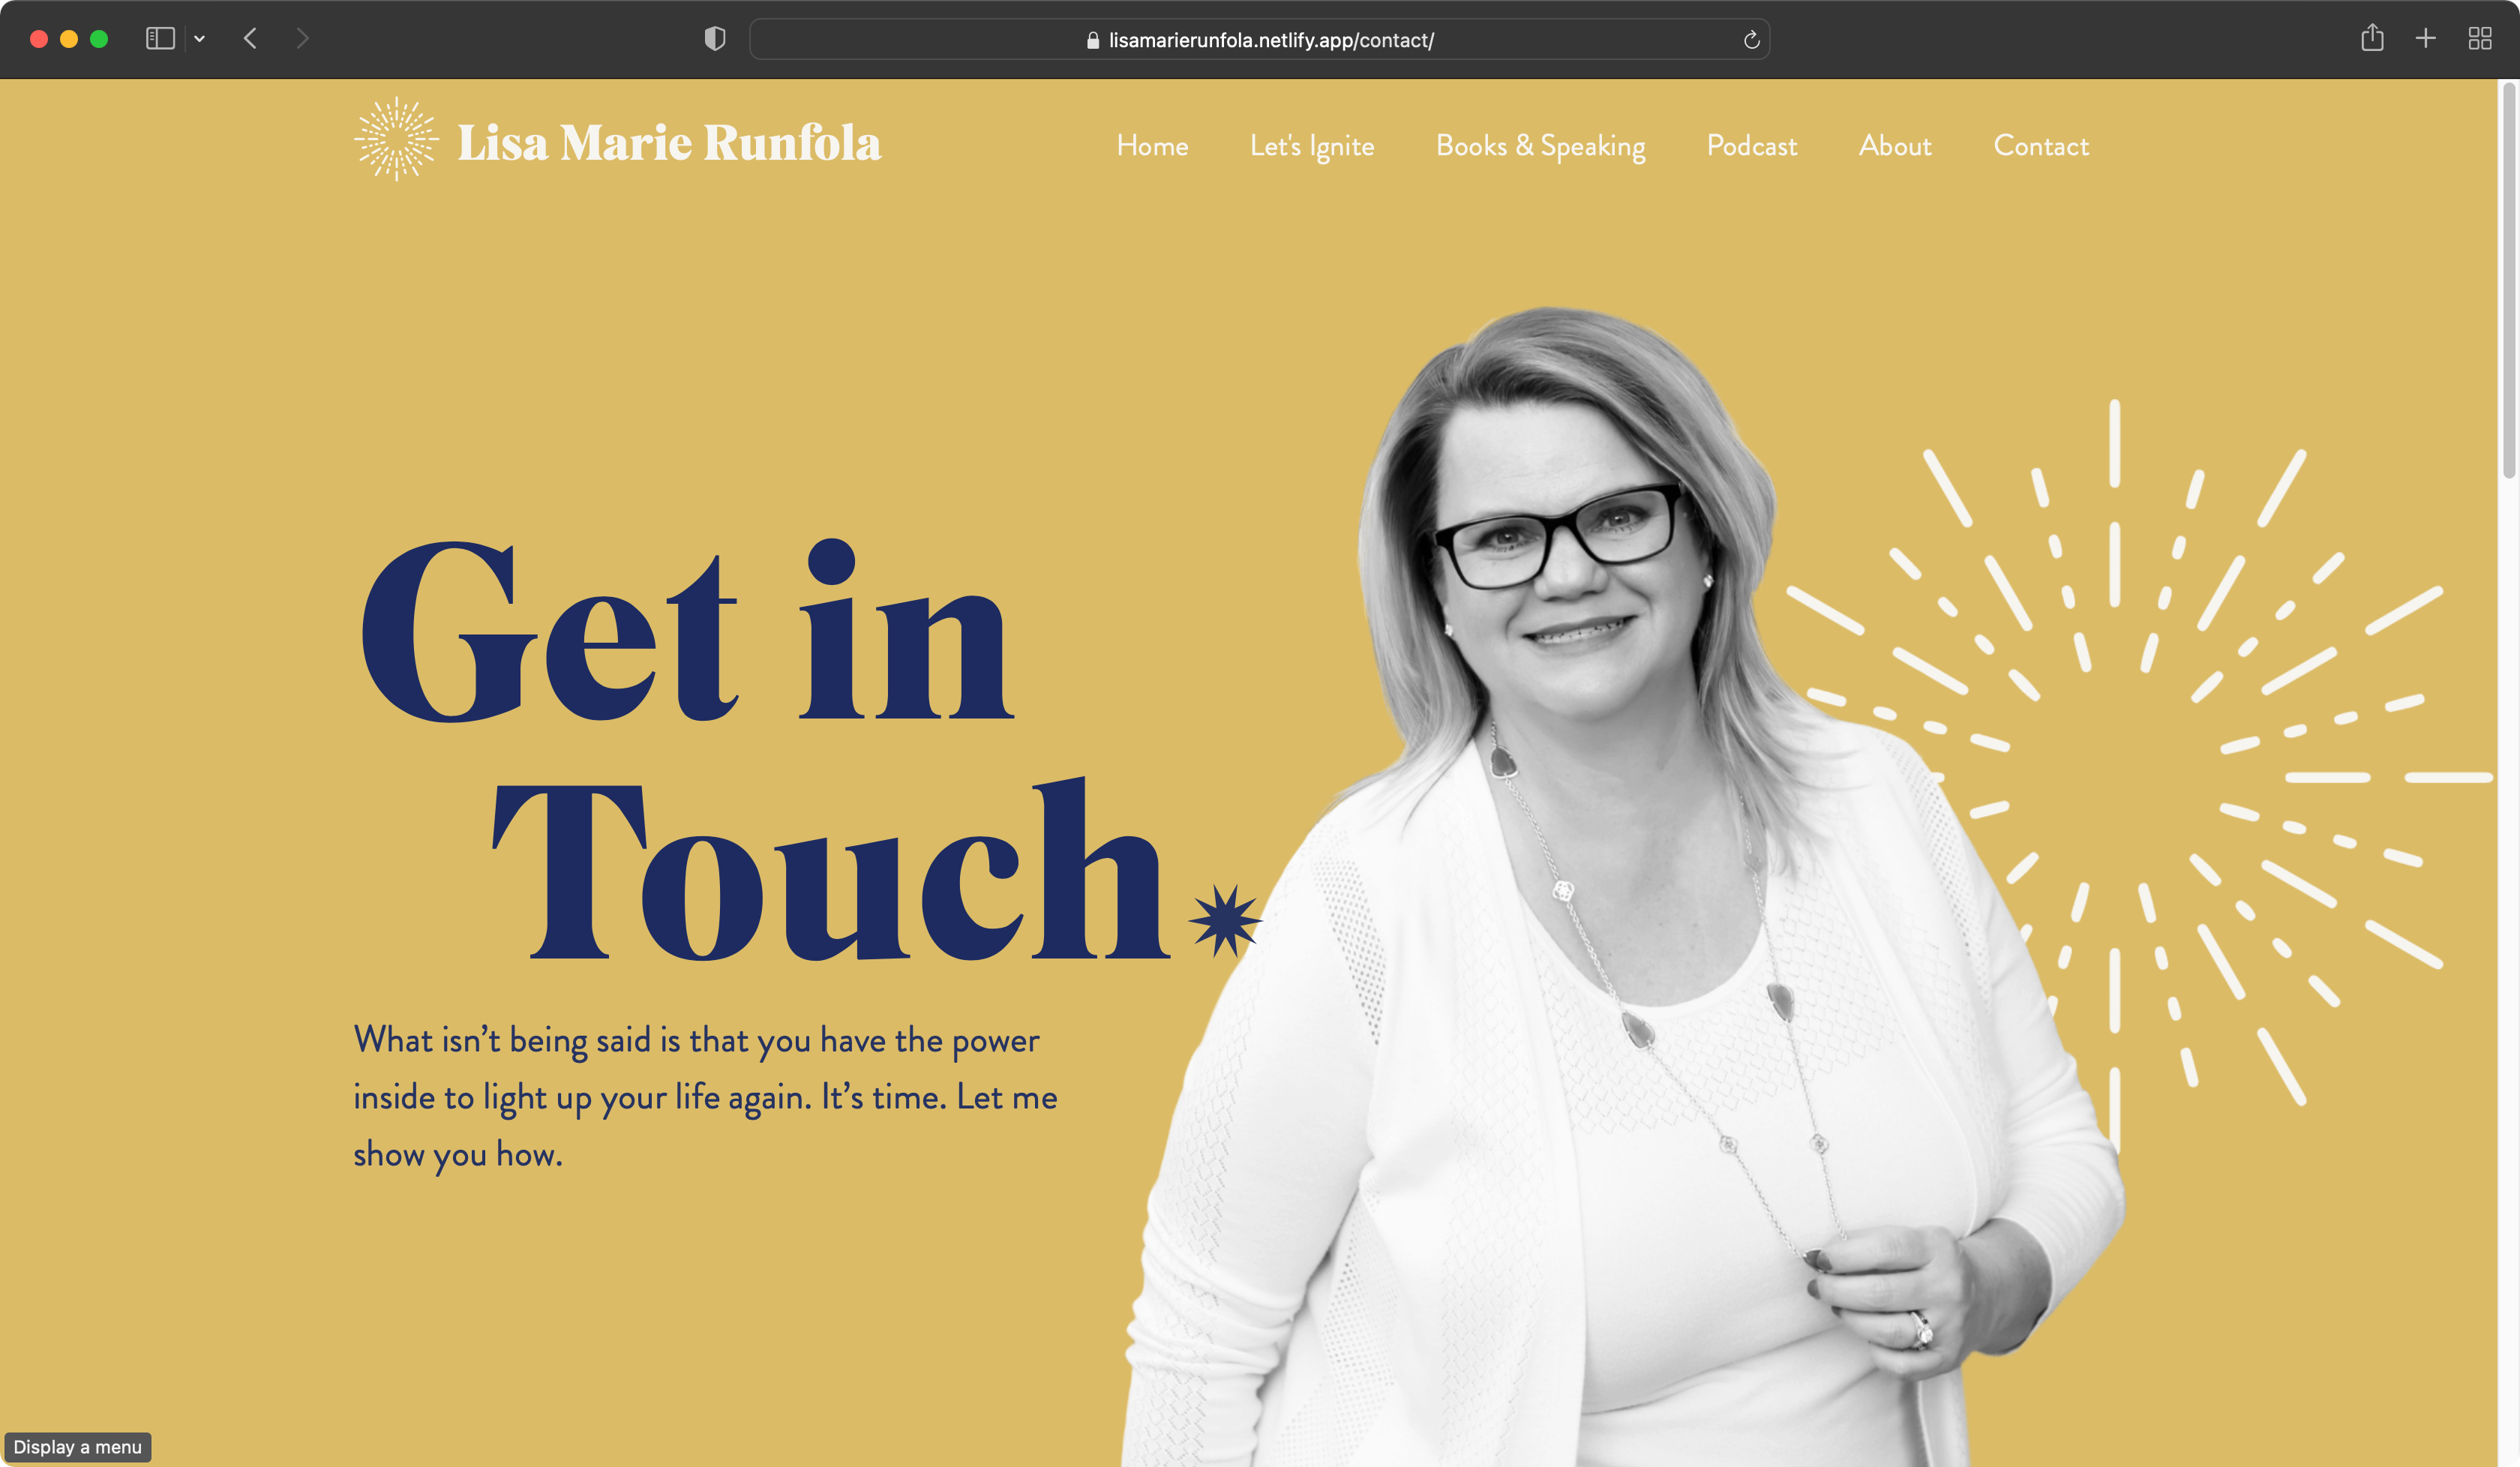 lisamarierunfola.netlify.app/contact/
Lisa Marie Runfola
Home Let's Ignite Books & Speaking Podcast About Contact
Get in
Touch
What isn’t being said is that you have the power
inside to light up your life again. It’s time. Let me
show you how.
Display a menu